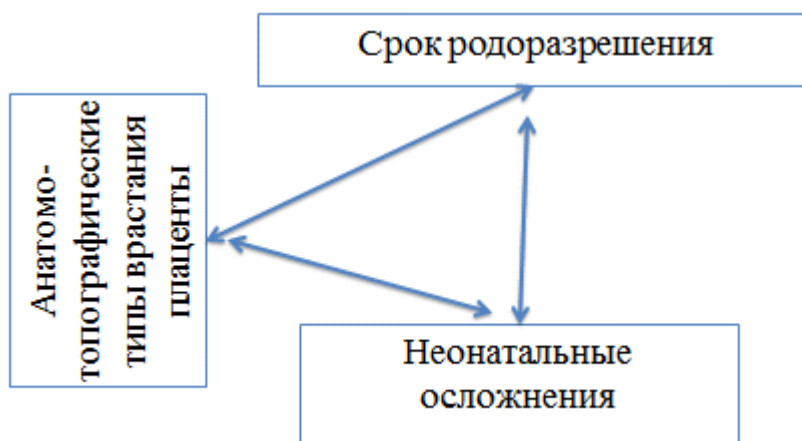 Срок родоразрешения
Анатомо-
топографические
типы врастания
плаценты
Неонатальные
осложнения